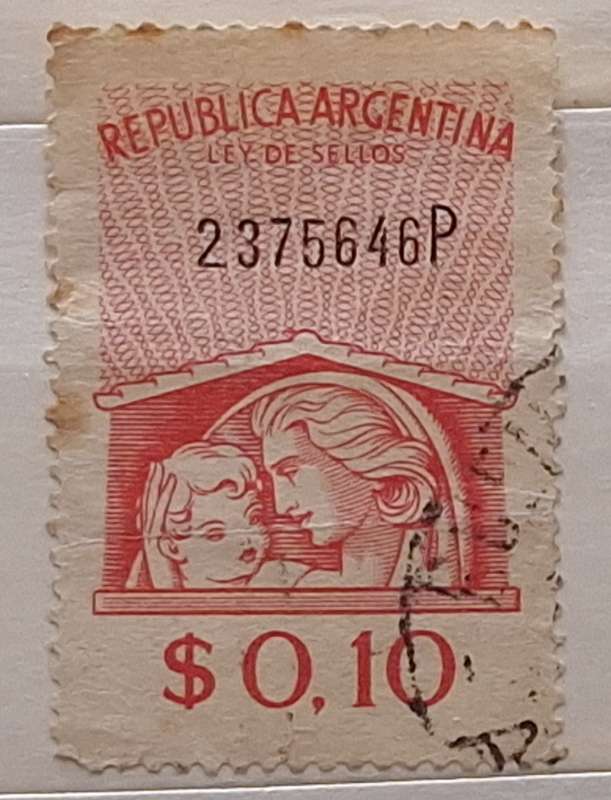 REPUBLICA ARGENTINA
LEY DE SELLOS
2375646P
$ 0,10